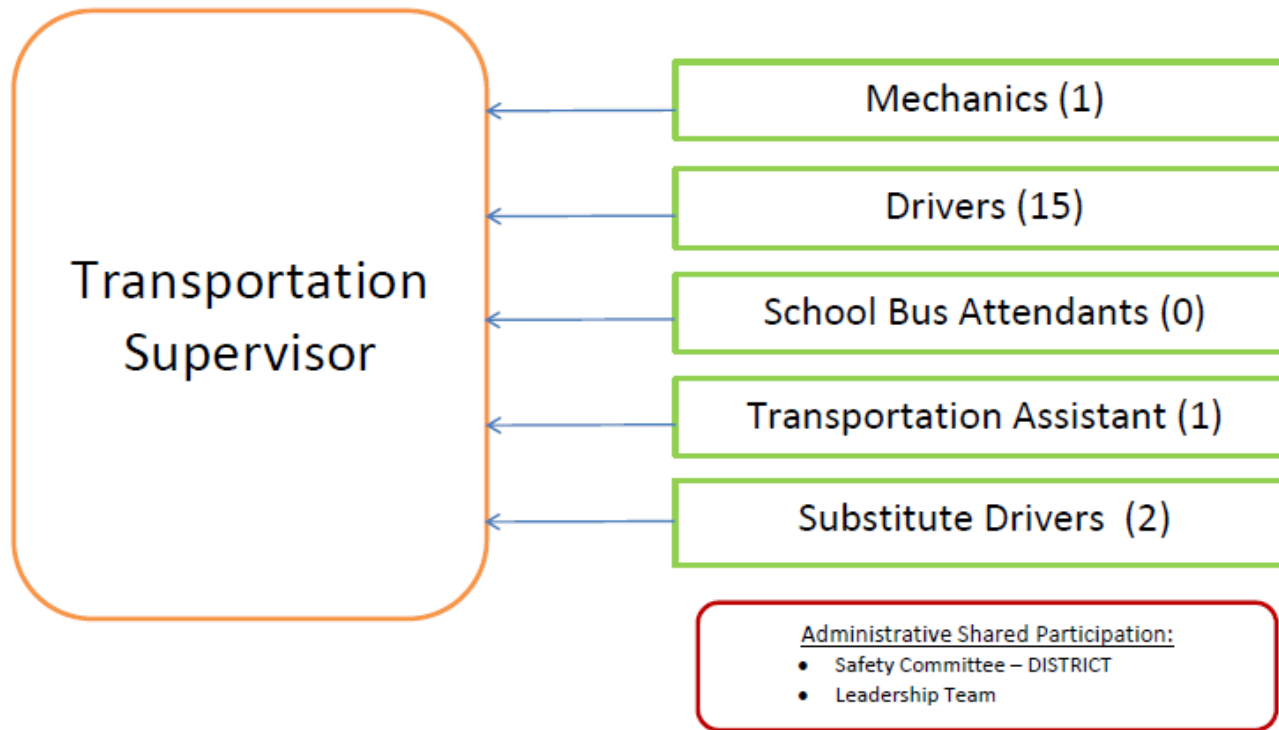 Transportation
Supervisor
Mechanics (1)
Drivers (15)
School Bus Attendants (0)
Transportation Assistant (1)
Substitute Drivers (2)
Administrative Shared Participation:
• Safety Committee – DISTRICT
• Leadership Team